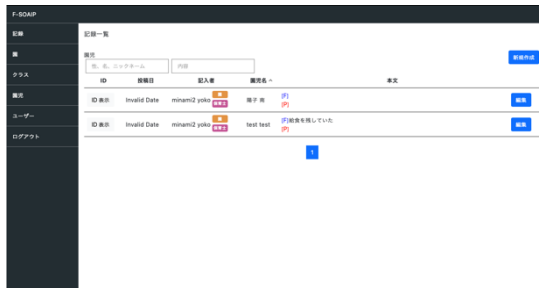 F-SOAIP
記録
園
クラス
園児
ユーザー
ログアウト
記録一覧
園児
姓、名、ニックネーム 内容
新規作成
ID 投稿日 記入者 園児名 本文
ID 表示 Invalid Date minami2 yoko 園 保育士 陽子 南 [F] 編集
[P]
ID 表示 Invalid Date minami2 yoko 園 保育士 test test [F]給食を残していた 編集
[P]
1